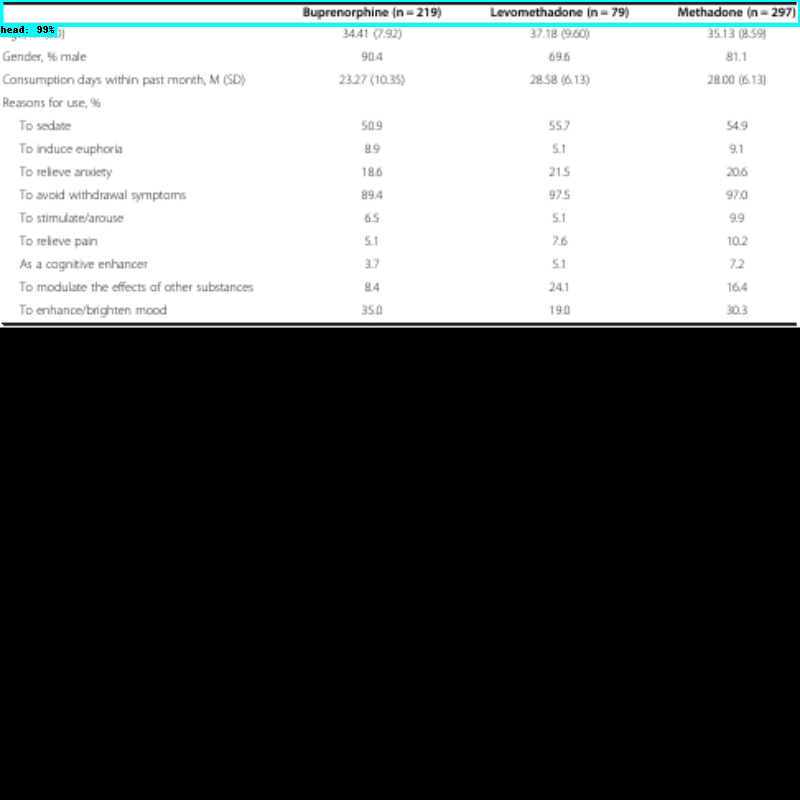 Buprenorphine (n = 219) Levomethadone (n = 79) Methadone (n = 297)
head: 99%
34.41 (7.92) 37.18 (9.60) 35.13 (8.59)
Gender, % male 90.4 69.6 81.1
Consumption days within past month, M (SD) 23.27 (10.35) 28.58 (6.13) 28.00 (6.13)
Reasons for use, %
To sedate 50.9 55.7 54.9
To induce euphoria 8.9 5.1 9.1
To relieve anxiety 18.6 21.5 20.6
To avoid withdrawal symptoms 89.4 97.5 97.0
To stimulate/arouse 6.5 5.1 9.9
To relieve pain 5.1 7.6 10.2
As a cognitive enhancer 3.7 5.1 7.2
To modulate the effects of other substances 8.4 24.1 16.4
To enhance/brighten mood 35.0 19.0 30.3